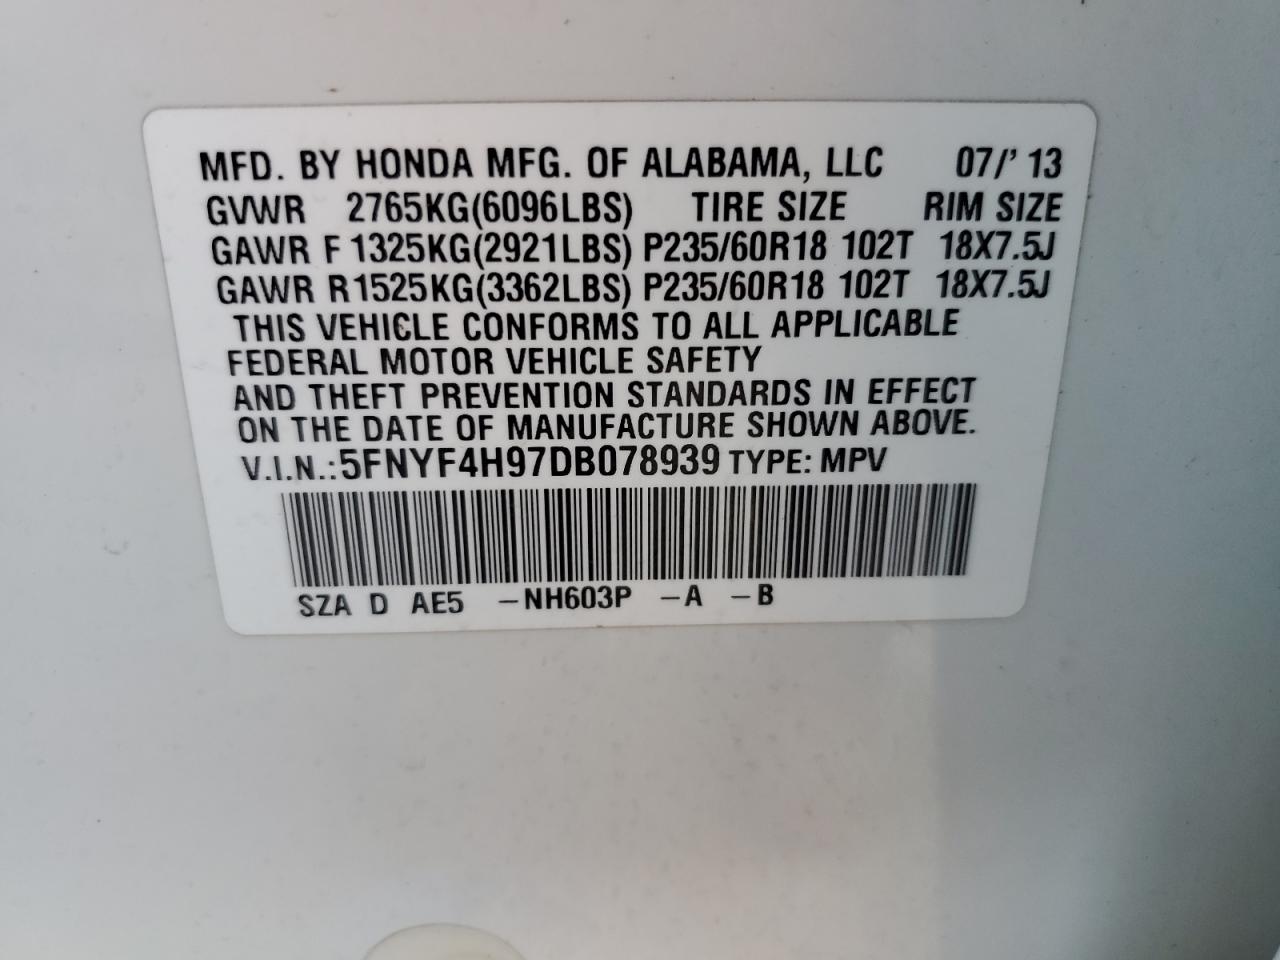 MFD. BY HONDA MFG. OF ALABAMA, LLC 07/' 13
GVWR 2765KG(6096LBS) TIRE SIZE RIM SIZE
GAWR F 1325KG(2921LBS) P235/60R18 102T 18X7.5J
GAWR R1525KG(3362LBS) P235/60R18 102T 18X7.5J
THIS VEHICLE CONFORMS TO ALL APPLICABLE
FEDERAL MOTOR VEHICLE SAFETY
AND THEFT PREVENTION STANDARDS IN EFFECT
ON THE DATE OF MANUFACTURE SHOWN ABOVE.
V.I.N.:5FNYF4H97DB078939 TYPE: MPV
SZA D AE5 -NH603P -A -B